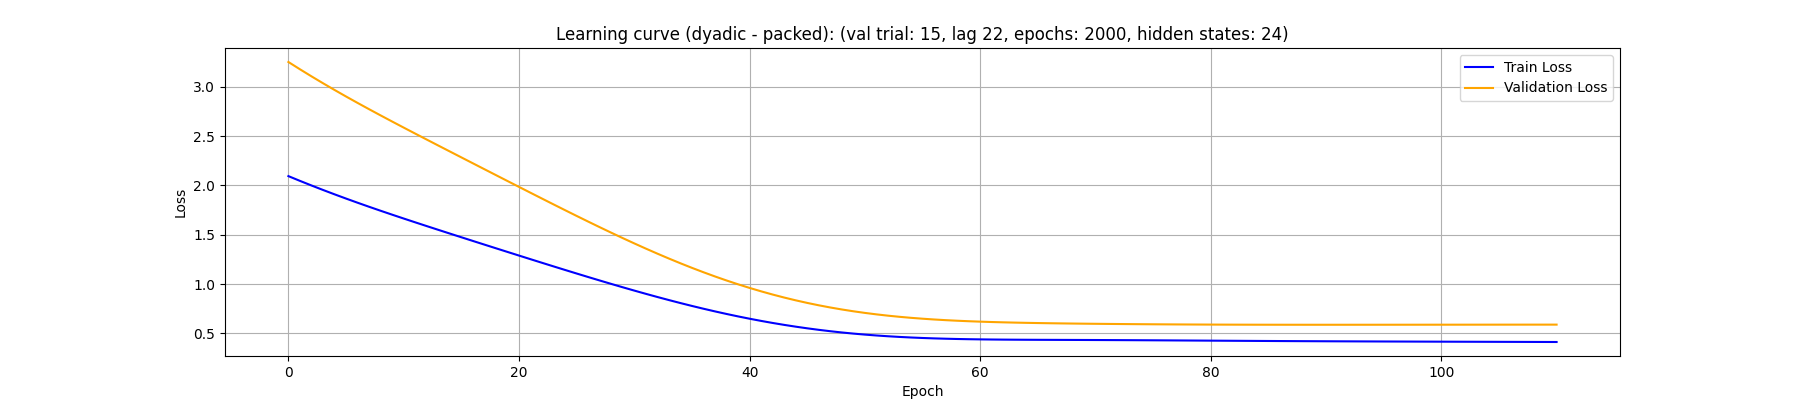 Learning curve (dyadic - packed): (val trial: 15, lag 22, epochs: 2000, hidden states: 24)
Train Loss
Validation Loss
3.0
2.5
2.0
1.5
1.0
0.5
Loss
0 20 40 60 80 100
Epoch